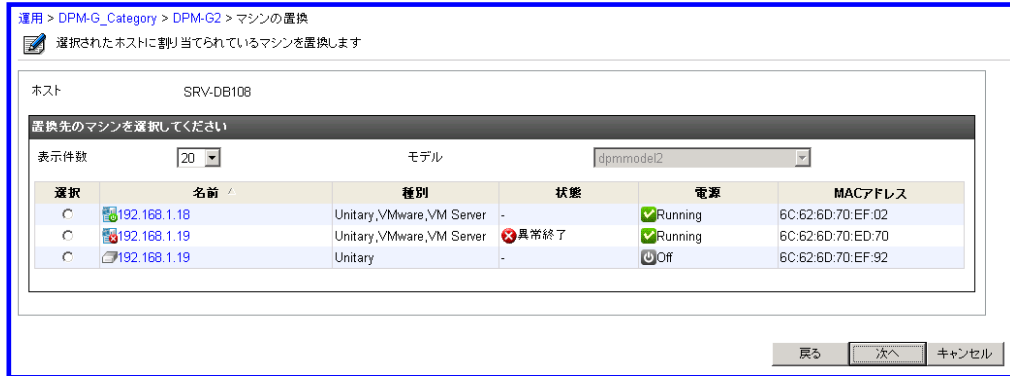 運用 > DPM-G_Category > DPM-G2 > マシンの置換
選択されたホストに割り当てられているマシンを置換します
ホスト SRV-DB108
置換先のマシンを選択してください
表示件数 20 モデル dpmmodel2
選択 名前 種別 状態 電源 MACアドレス
192.168.1.18 Unitary,VMware,VM Server - Running 6C:62:6D:70:EF:02
192.168.1.19 Unitary,VMware,VM Server 異常終了 Running 6C:62:6D:70:ED:70
192.168.1.19 Unitary - Off 6C:62:6D:70:EF:92
戻る 次へ キャンセル